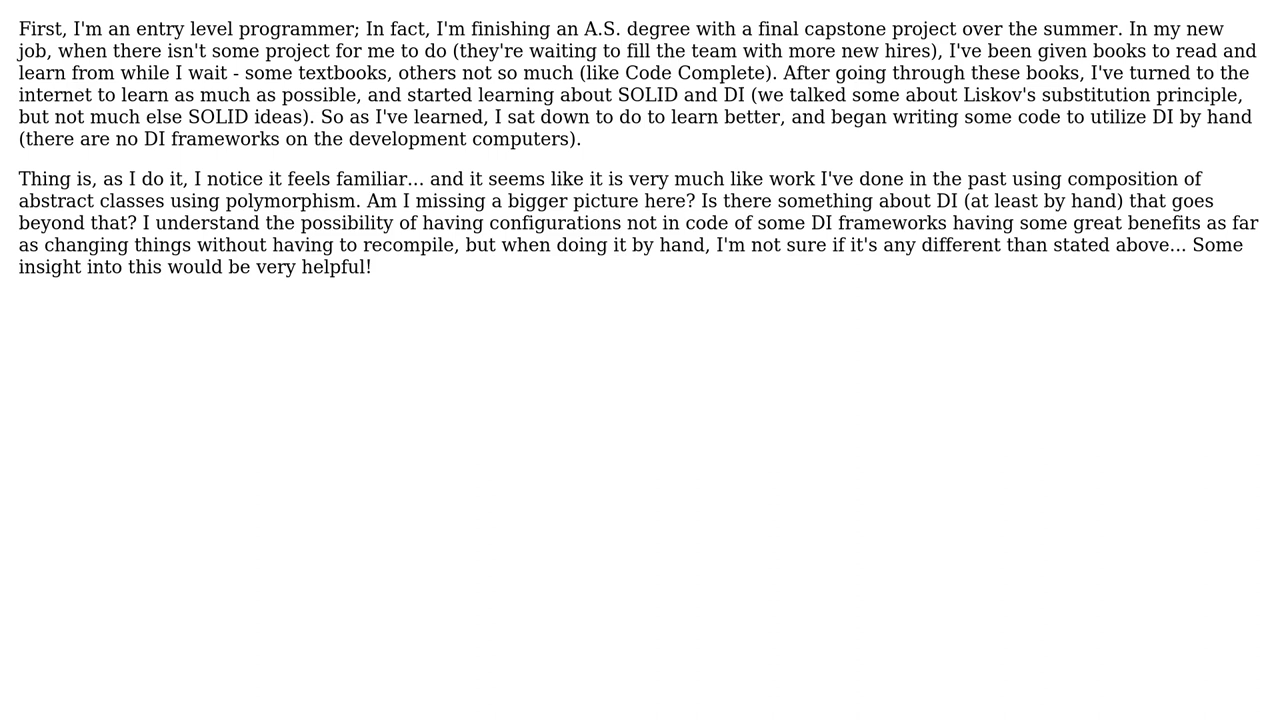 First, I'm an entry level programmer; In fact, I'm finishing an A.S. degree with a final capstone project over the summer. In my new
job, when there isn't some project for me to do (they're waiting to fill the team with more new hires), I've been given books to read and
learn from while I wait - some textbooks, others not so much (like Code Complete). After going through these books, I've turned to the
internet to learn as much as possible, and started learning about SOLID and DI (we talked some about Liskov's substitution principle,
but not much else SOLID ideas). So as I've learned, I sat down to do to learn better, and began writing some code to utilize DI by hand
(there are no DI frameworks on the development computers).
Thing is, as I do it, I notice it feels familiar... and it seems like it is very much like work I've done in the past using composition of
abstract classes using polymorphism. Am I missing a bigger picture here? Is there something about DI (at least by hand) that goes
beyond that? I understand the possibility of having configurations not in code of some DI frameworks having some great benefits as far
as changing things without having to recompile, but when doing it by hand, I'm not sure if it's any different than stated above... Some
insight into this would be very helpful!